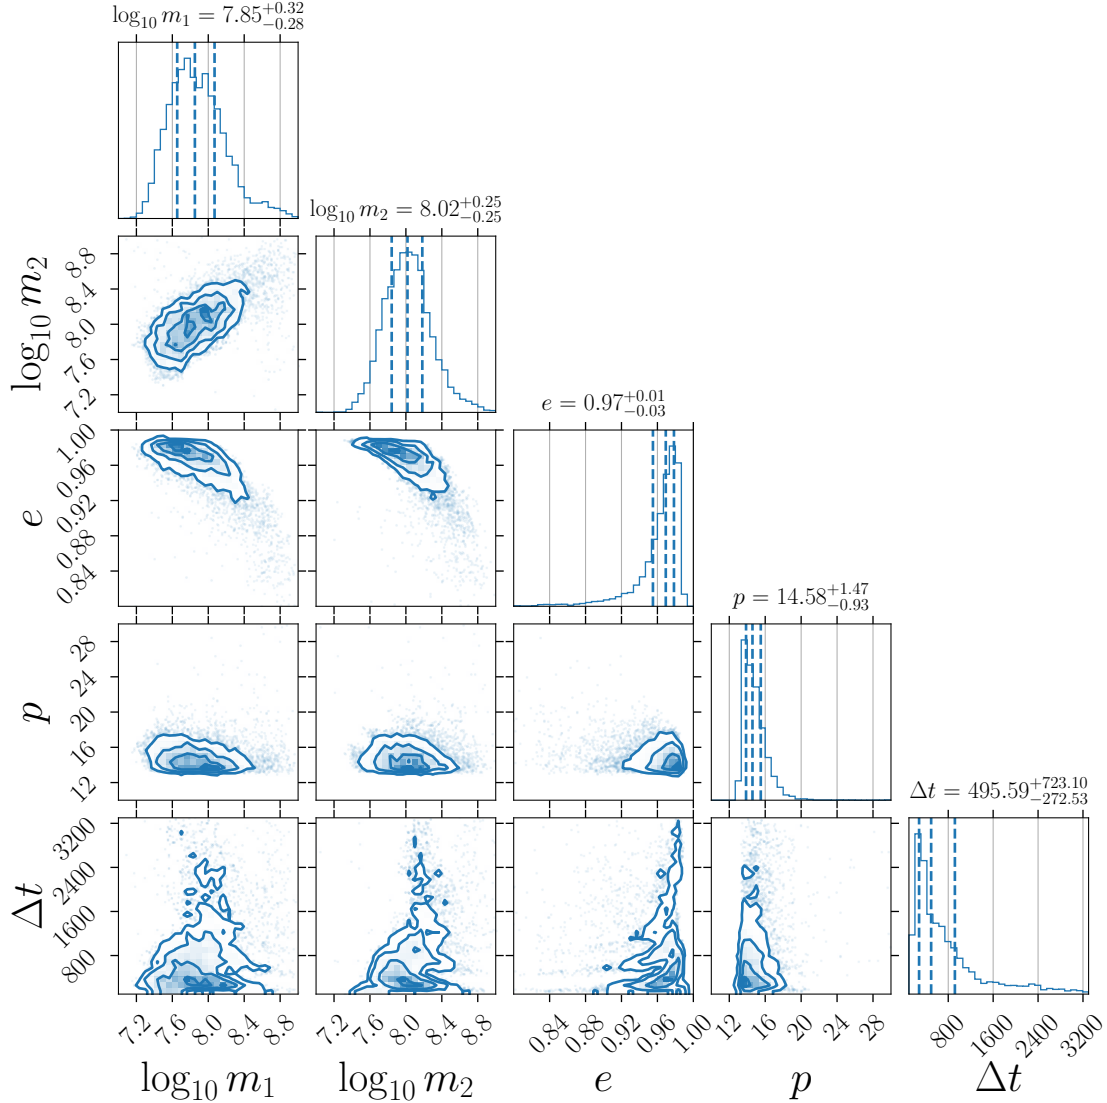 log₁₀ m₁ = 7.85+0.32−0.28
log₁₀ m₂ = 8.02+0.25−0.25
e = 0.97+0.01−0.03
p = 14.58+1.47−0.93
Δt = 495.59+723.10−272.53
log₁₀ m₂
8.8
8.4
8.0
7.6
7.2
e
1.00
0.96
0.92
0.88
0.84
p
28
24
20
16
12
Δt
3200
2400
1600
800
7.2 7.6 8.0 8.4 8.8
7.2 7.6 8.0 8.4 8.8
0.84 0.88 0.92 0.96 1.00
12 16 20 24 28
800 1600 2400 3200
log₁₀ m₁ log₁₀ m₂ e p Δt